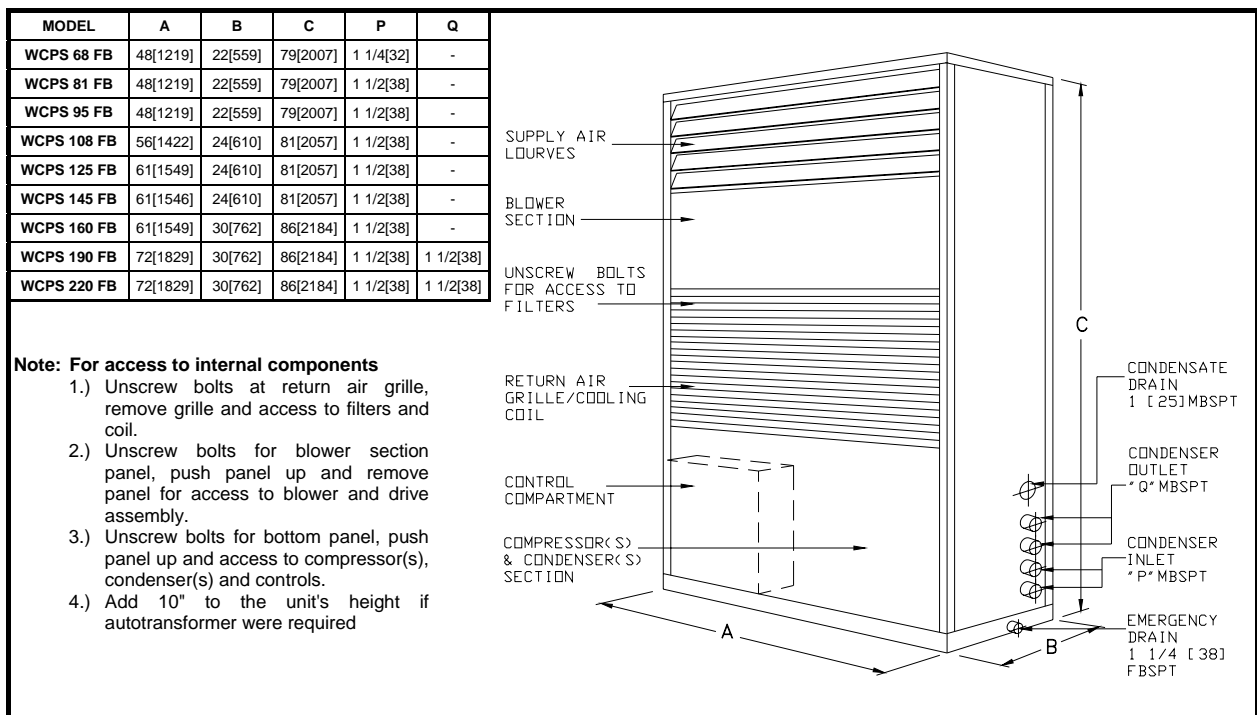 MODEL A B C P Q
WCPS 68 FB 48[1219] 22[559] 79[2007] 1 1/4[32] -
WCPS 81 FB 48[1219] 22[559] 79[2007] 1 1/2[38] -
WCPS 95 FB 48[1219] 22[559] 79[2007] 1 1/2[38] -
WCPS 108 FB 56[1422] 24[610] 81[2057] 1 1/2[38] -
WCPS 125 FB 61[1549] 24[610] 81[2057] 1 1/2[38] -
WCPS 145 FB 61[1546] 24[610] 81[2057] 1 1/2[38] -
WCPS 160 FB 61[1549] 30[762] 86[2184] 1 1/2[38] -
WCPS 190 FB 72[1829] 30[762] 86[2184] 1 1/2[38] 1 1/2[38]
WCPS 220 FB 72[1829] 30[762] 86[2184] 1 1/2[38] 1 1/2[38]
Note: For access to internal components
1.) Unscrew bolts at return air grille,
remove grille and access to filters and
coil.
2.) Unscrew bolts for blower section
panel, push panel up and remove
panel for access to blower and drive
assembly.
3.) Unscrew bolts for bottom panel, push
panel up and access to compressor(s),
condenser(s) and controls.
4.) Add 10" to the unit's height if
autotransformer were required
SUPPLY AIR
LOURVES
BLOWER
SECTION
UNSCREW BOLTS
FOR ACCESS TO
FILTERS
RETURN AIR
GRILLE/COOLING
COIL
CONTROL
COMPARTMENT
COMPRESSOR(S)
& CONDENSER(S)
SECTION
A
B
C
CONDENSATE
DRAIN
1 [25]MBSPT
CONDENSER
OUTLET
"Q"MBSPT
CONDENSER
INLET
"P"MBSPT
EMERGENCY
DRAIN
1 1/4 [38]
FBSPT